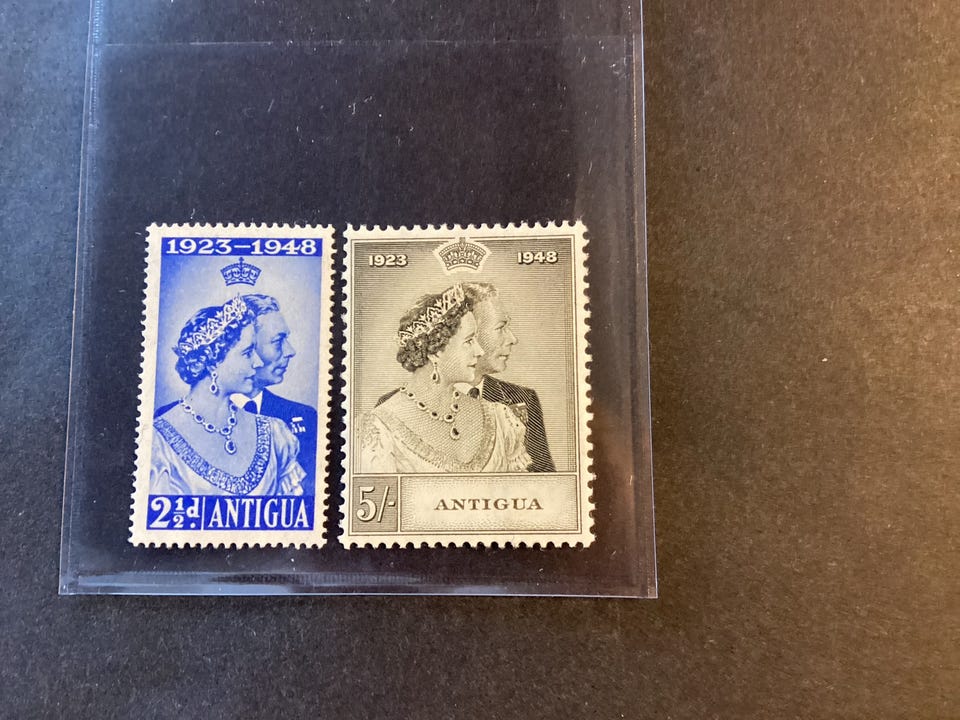 1923-1948
2½d. ANTIGUA
1923 1948
5/- ANTIGUA